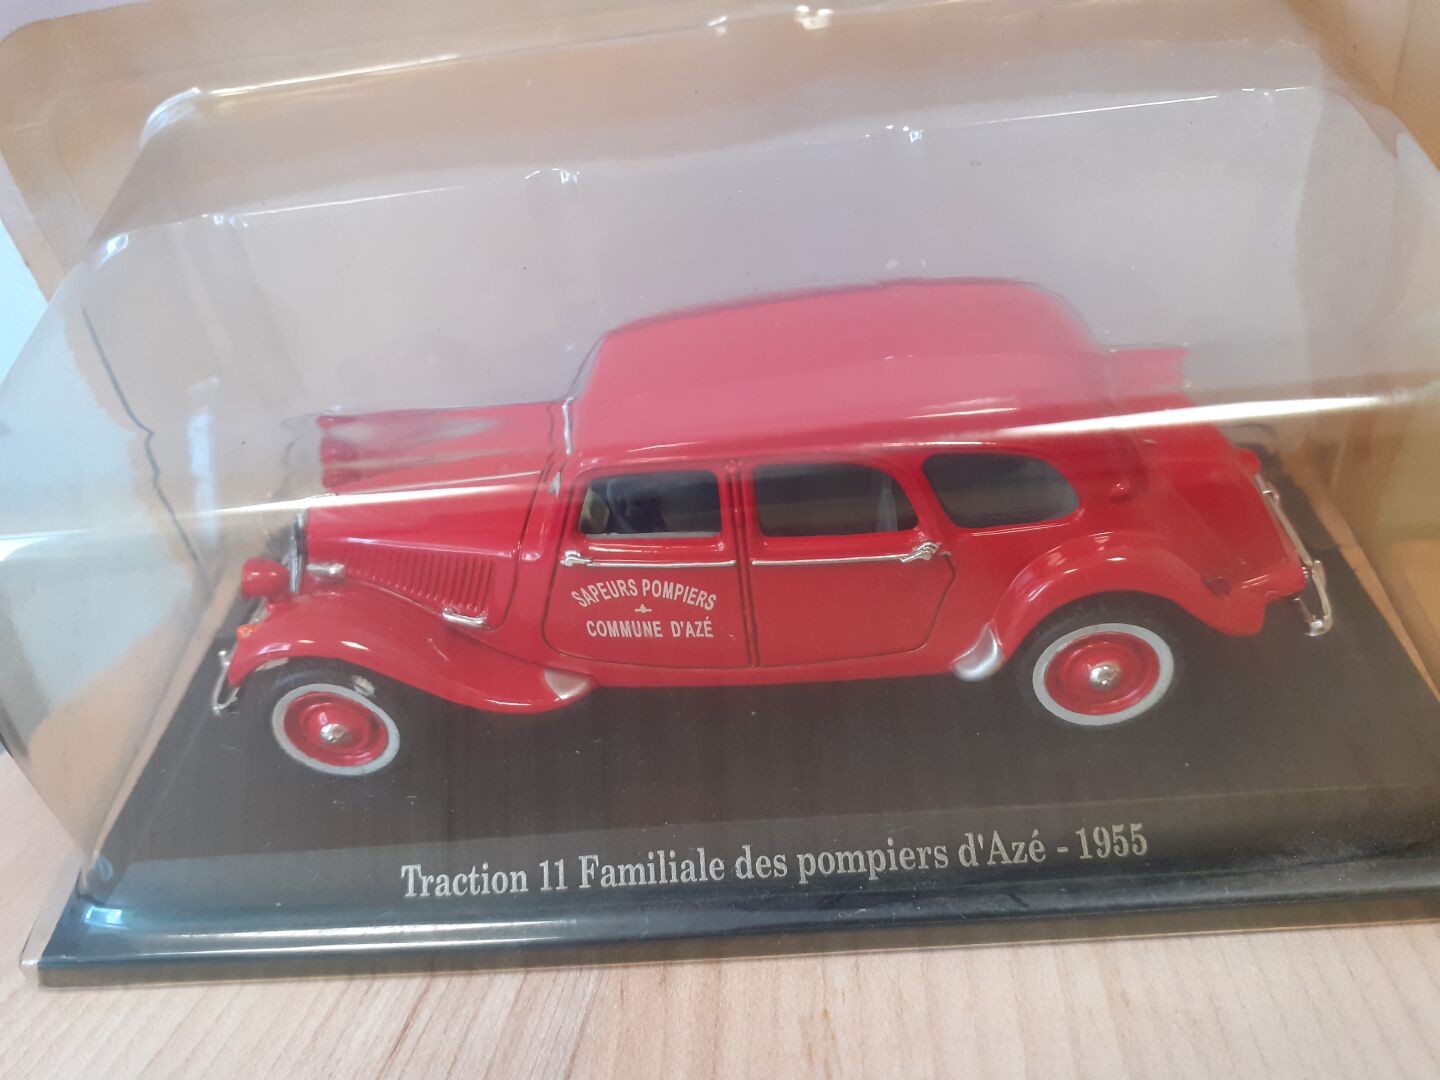 SAPEURS POMPIERS
COMMUNE D'AZÉ
Traction 11 Familiale des pompiers d'Azé - 1955